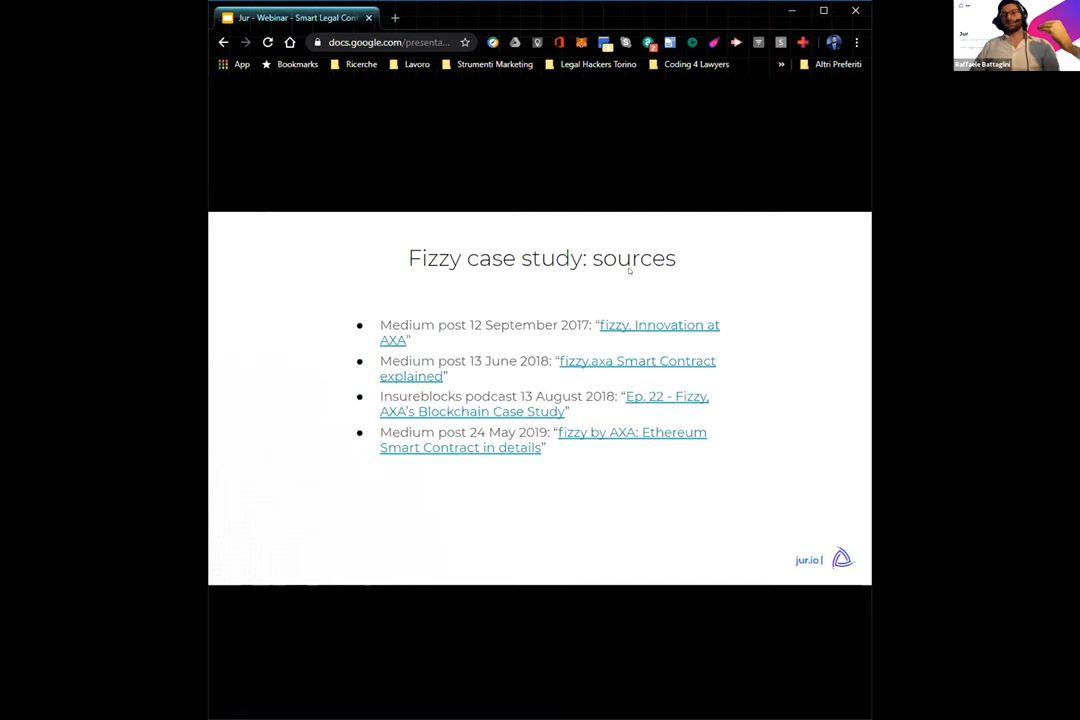 Jur - Webinar - Smart Legal Cont
docs.google.com/presenta...
App
Bookmarks
Ricerche
Lavoro
Strumenti Marketing
Legal Hackers Torino
Coding 4 Lawyers
»
Altri Preferiti
Jur
Raffaele Battaglini
Fizzy case study: sources
● Medium post 12 September 2017: “fizzy. Innovation at
AXA”
● Medium post 13 June 2018: “fizzy.axa Smart Contract
explained”
● Insureblocks podcast 13 August 2018: “Ep. 22 - Fizzy,
AXA’s Blockchain Case Study”
● Medium post 24 May 2019: “fizzy by AXA: Ethereum
Smart Contract in details”
jur.io |